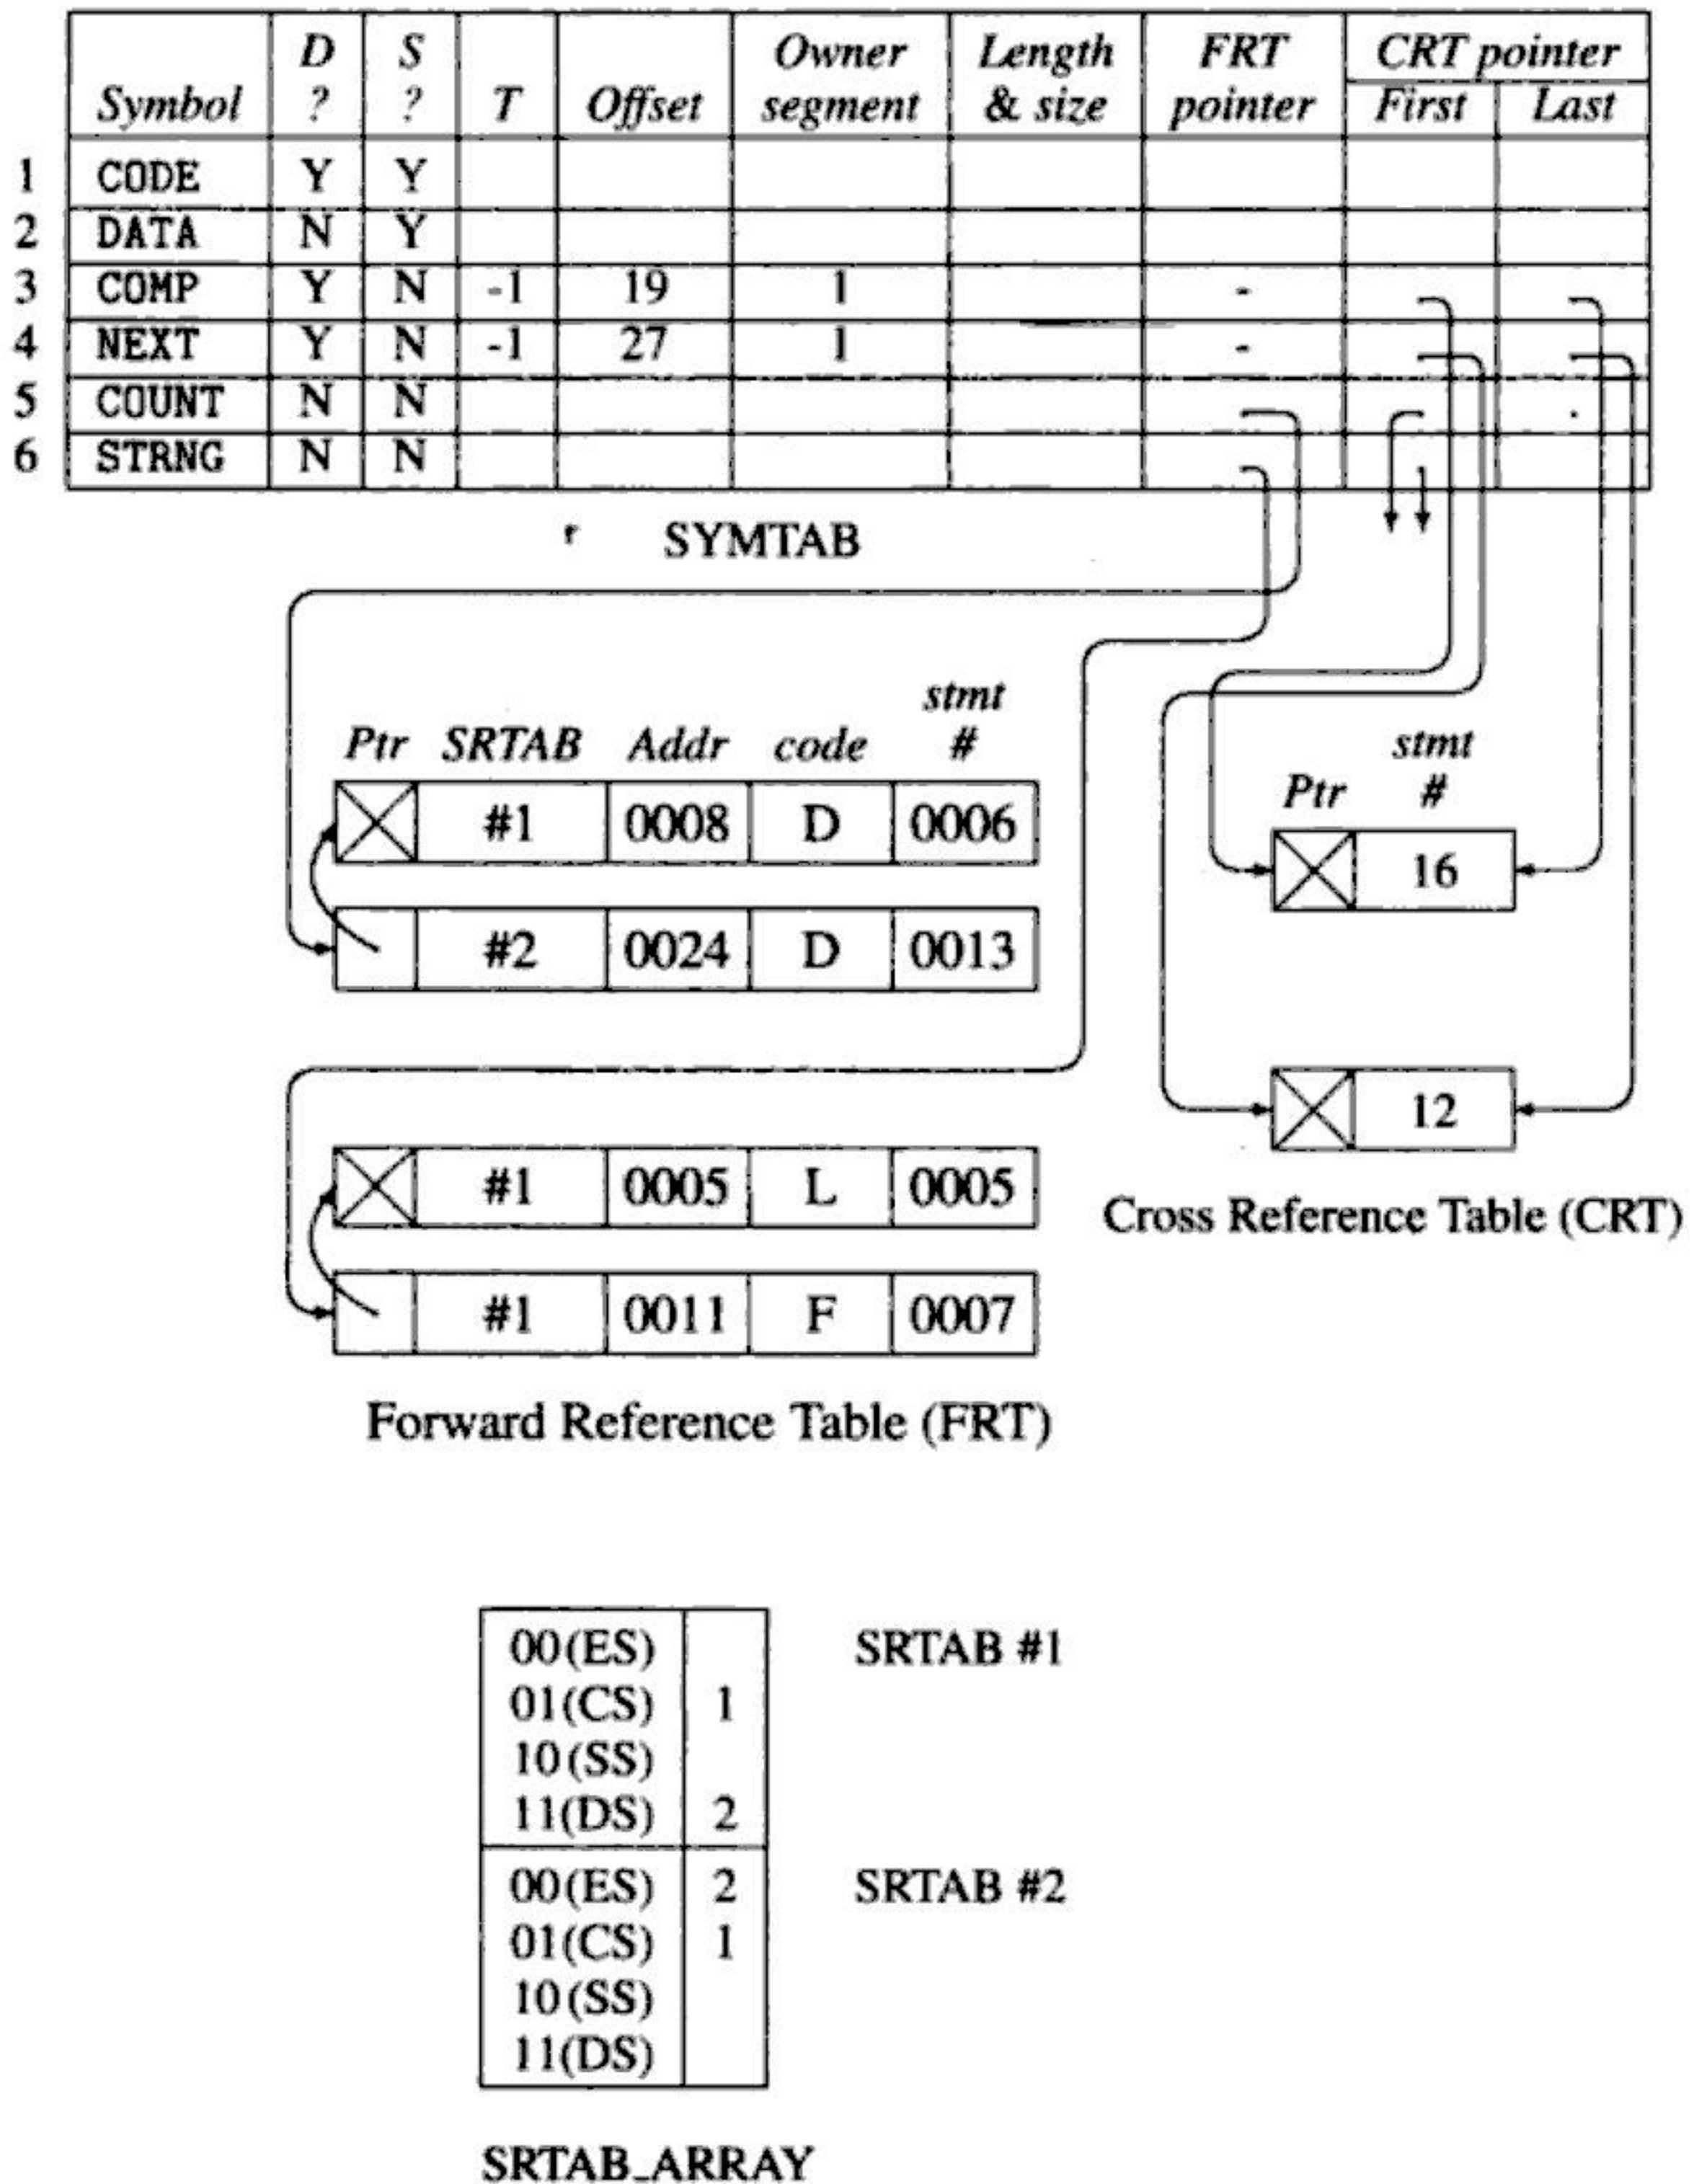 Symbol D ? S ? T Offset Owner segment Length & size FRT pointer CRT pointer First Last
1 CODE Y Y
2 DATA N Y
3 COMP Y N -1 19 1 -
4 NEXT Y N -1 27 1 -
5 COUNT N N
6 STRNG N N
SYMTAB
Ptr SRTAB Addr code stmt #
#1 0008 D 0006
#2 0024 D 0013
#1 0005 L 0005
#1 0011 F 0007
Forward Reference Table (FRT)
Ptr stmt #
16
12
Cross Reference Table (CRT)
00(ES) SRTAB #1
01(CS) 1
10(SS)
11(DS) 2
00(ES) 2 SRTAB #2
01(CS) 1
10(SS)
11(DS)
SRTAB_ARRAY